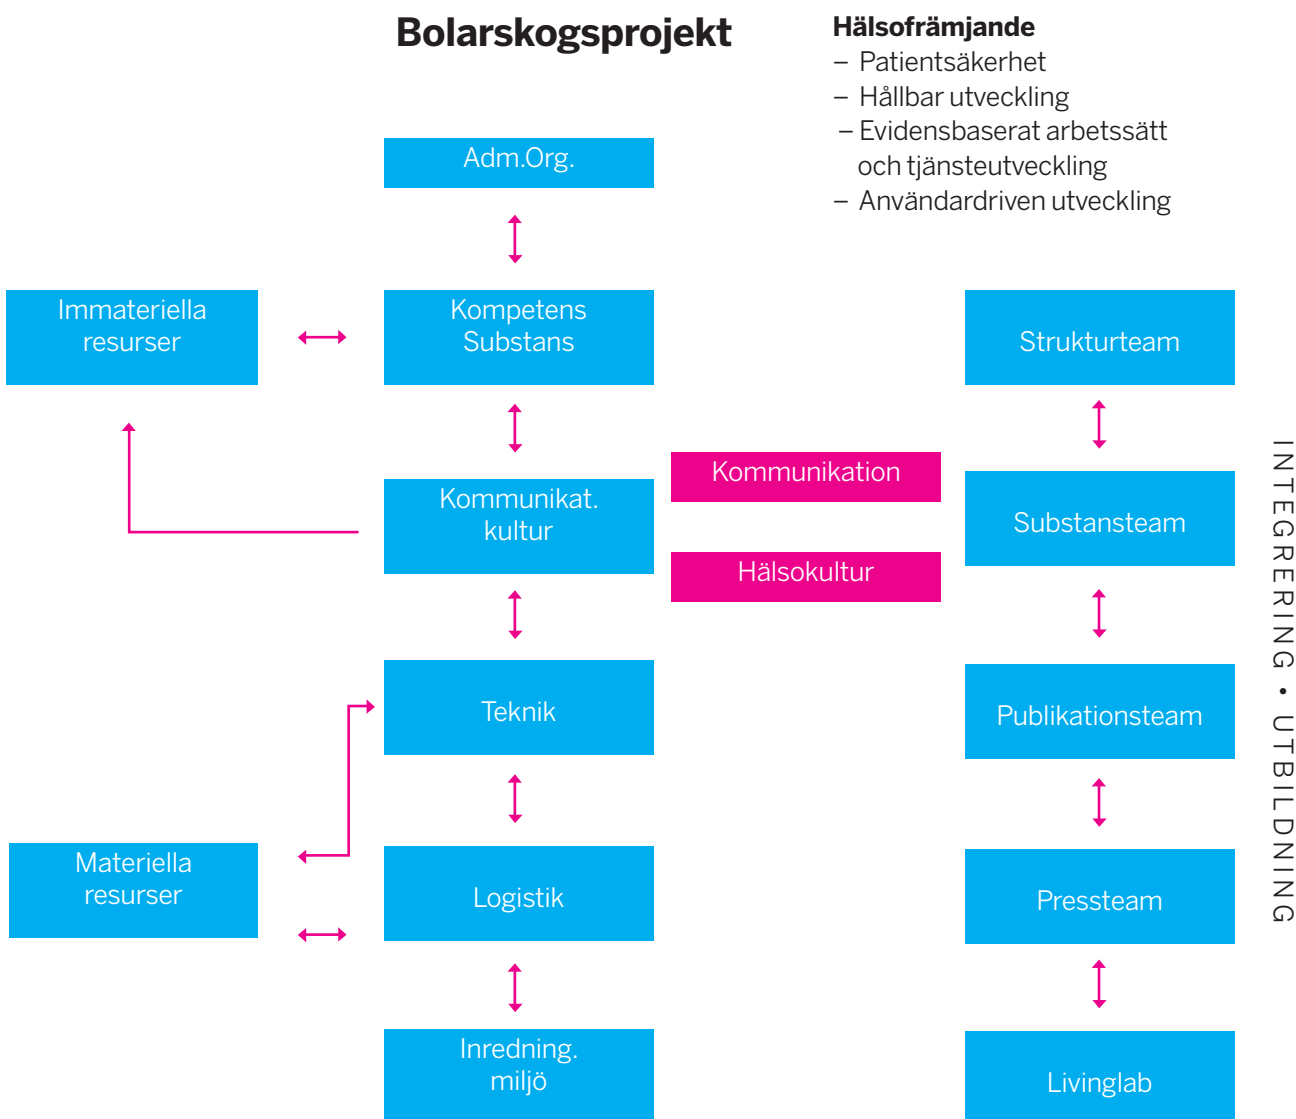 Bolarskogsprojekt
Hälsofrämjande
– Patientsäkerhet
– Hållbar utveckling
– Evidensbaserat arbetssätt
och tjänsteutveckling
– Användardriven utveckling
Adm.Org.
Immateriella
resurser
Kompetens
Substans
Strukturteam
Kommunikat.
kultur
Kommunikation
Hälsokultur
Substansteam
Teknik
Publikationsteam
Materiella
resurser
Logistik
Pressteam
Inredning.
miljö
Livinglab
INTEGRERING • UTBILDNING